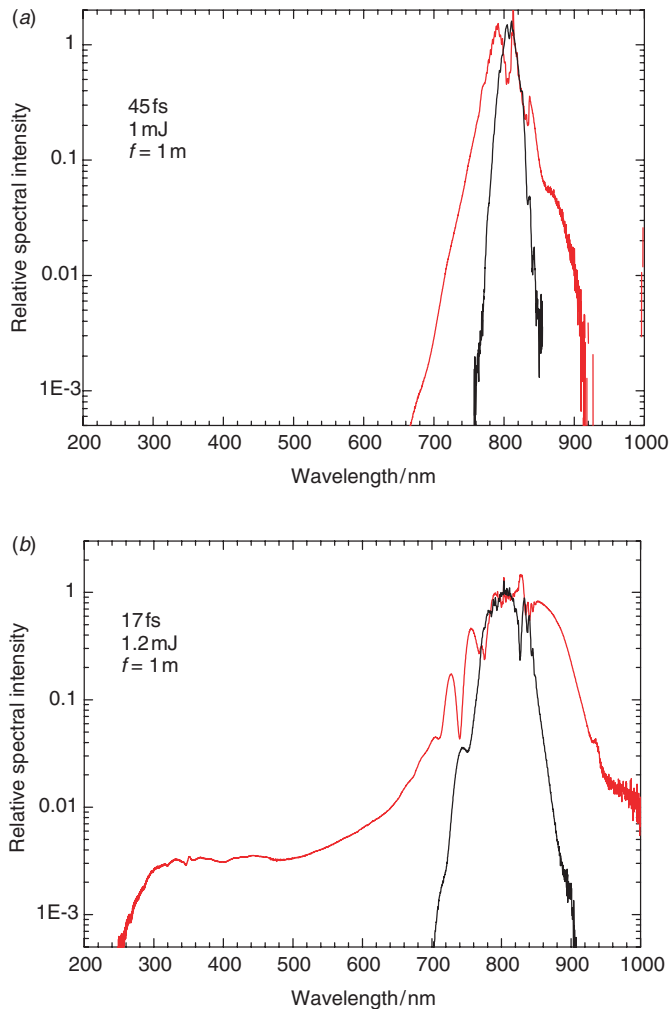 (a)
1
0.1
0.01
1E-3
Relative spectral intensity
45 fs
1 mJ
f = 1 m
200 300 400 500 600 700 800 900 1000
Wavelength/nm
(b)
1
0.1
0.01
1E-3
Relative spectral intensity
17 fs
1.2 mJ
f = 1 m
200 300 400 500 600 700 800 900 1000
Wavelength/nm